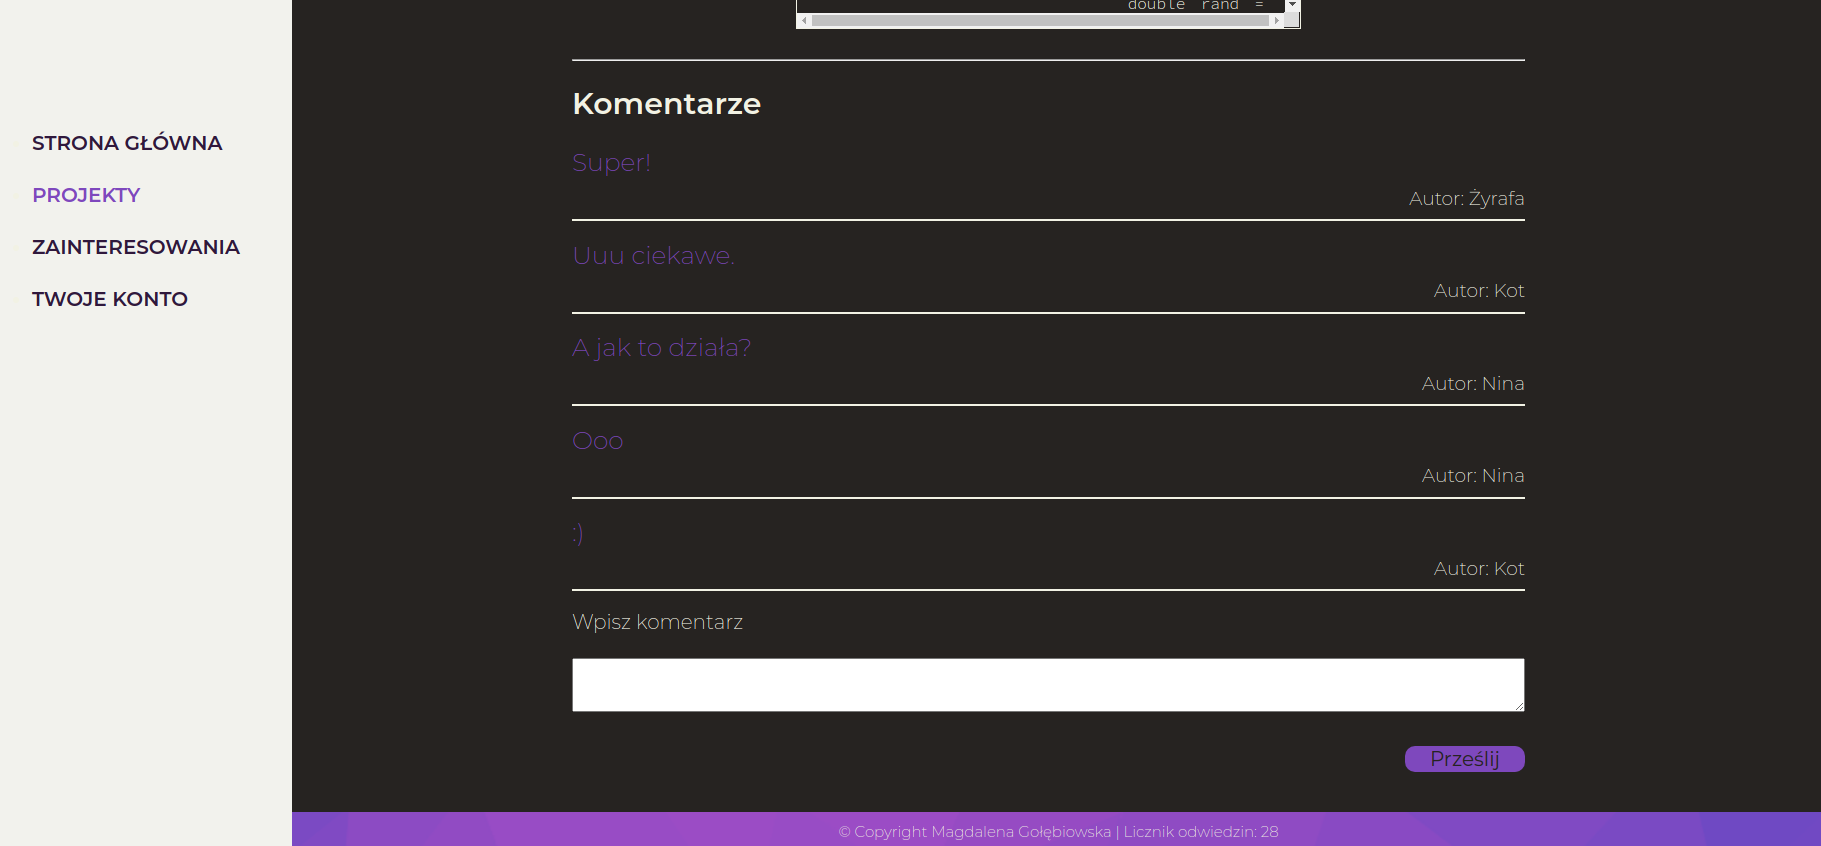 STRONA GŁÓWNA
PROJEKTY
ZAINTERESOWANIA
TWOJE KONTO
double rand =
Komentarze
Super!
Autor: Żyrafa
Uuu ciekawe.
Autor: Kot
A jak to działa?
Autor: Nina
Ooo
Autor: Nina
:)
Autor: Kot
Wpisz komentarz
Prześlij
© Copyright Magdalena Gołębiowska | Licznik odwiedzin: 28